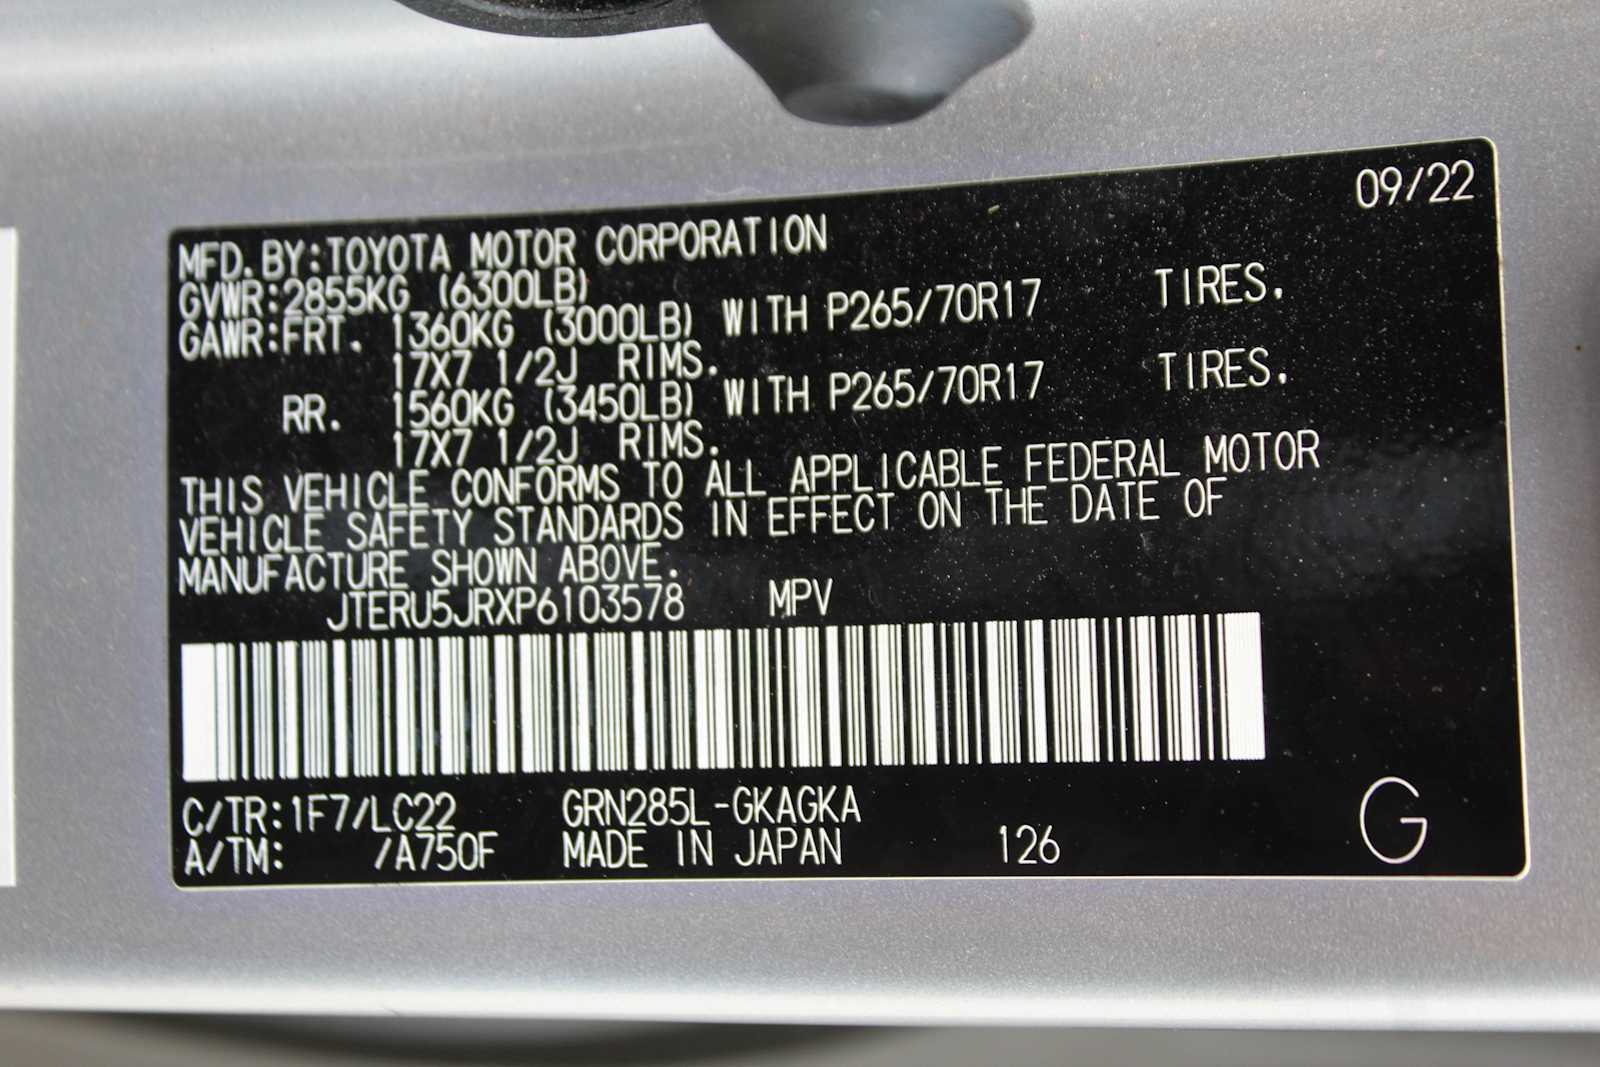 09/22
MFD.BY:TOYOTA MOTOR CORPORATION
GVWR:2855KG (6300LB)
GAWR:FRT. 1360KG (3000LB) WITH P265/70R17 TIRES.
17X7 1/2J RIMS.
RR. 1560KG (3450LB) WITH P265/70R17 TIRES.
17X7 1/2J RIMS.
THIS VEHICLE CONFORMS TO ALL APPLICABLE FEDERAL MOTOR
VEHICLE SAFETY STANDARDS IN EFFECT ON THE DATE OF
MANUFACTURE SHOWN ABOVE.
JTERU5JRXP6103578 MPV
C/TR:1F7/LC22 GRN285L-GKAGKA
A/TM: /A750F MADE IN JAPAN 126 G